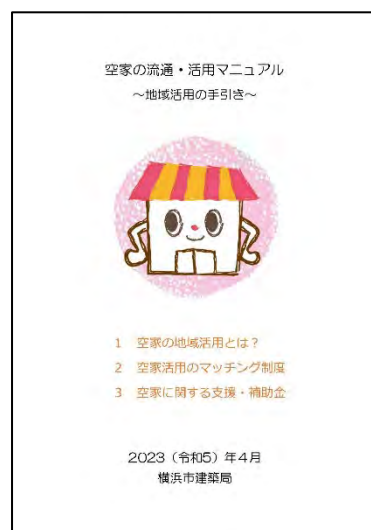 空家の流通・活用マニュアル
～地域活用の手引き～
1 空家の地域活用とは？
2 空家活用のマッチング制度
3 空家に関する支援・補助金
2023（令和5）年4月
横浜市建築局